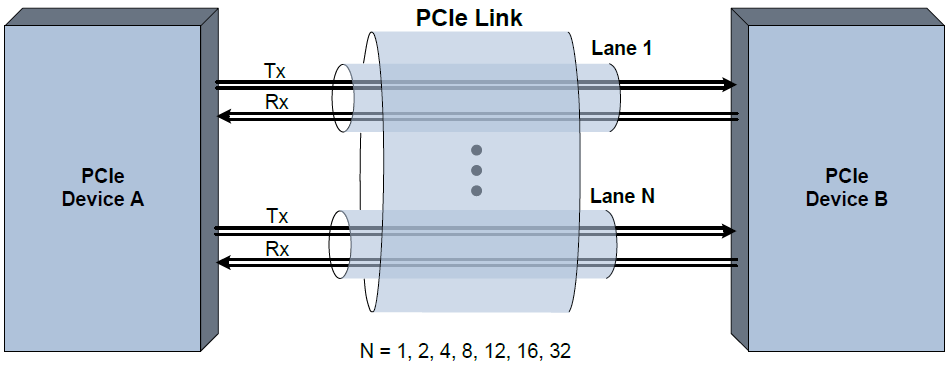 PCIe Link
Lane 1
Tx
Rx
PCIe
Device A
PCIe
Device B
Lane N
Tx
Rx
N = 1, 2, 4, 8, 12, 16, 32